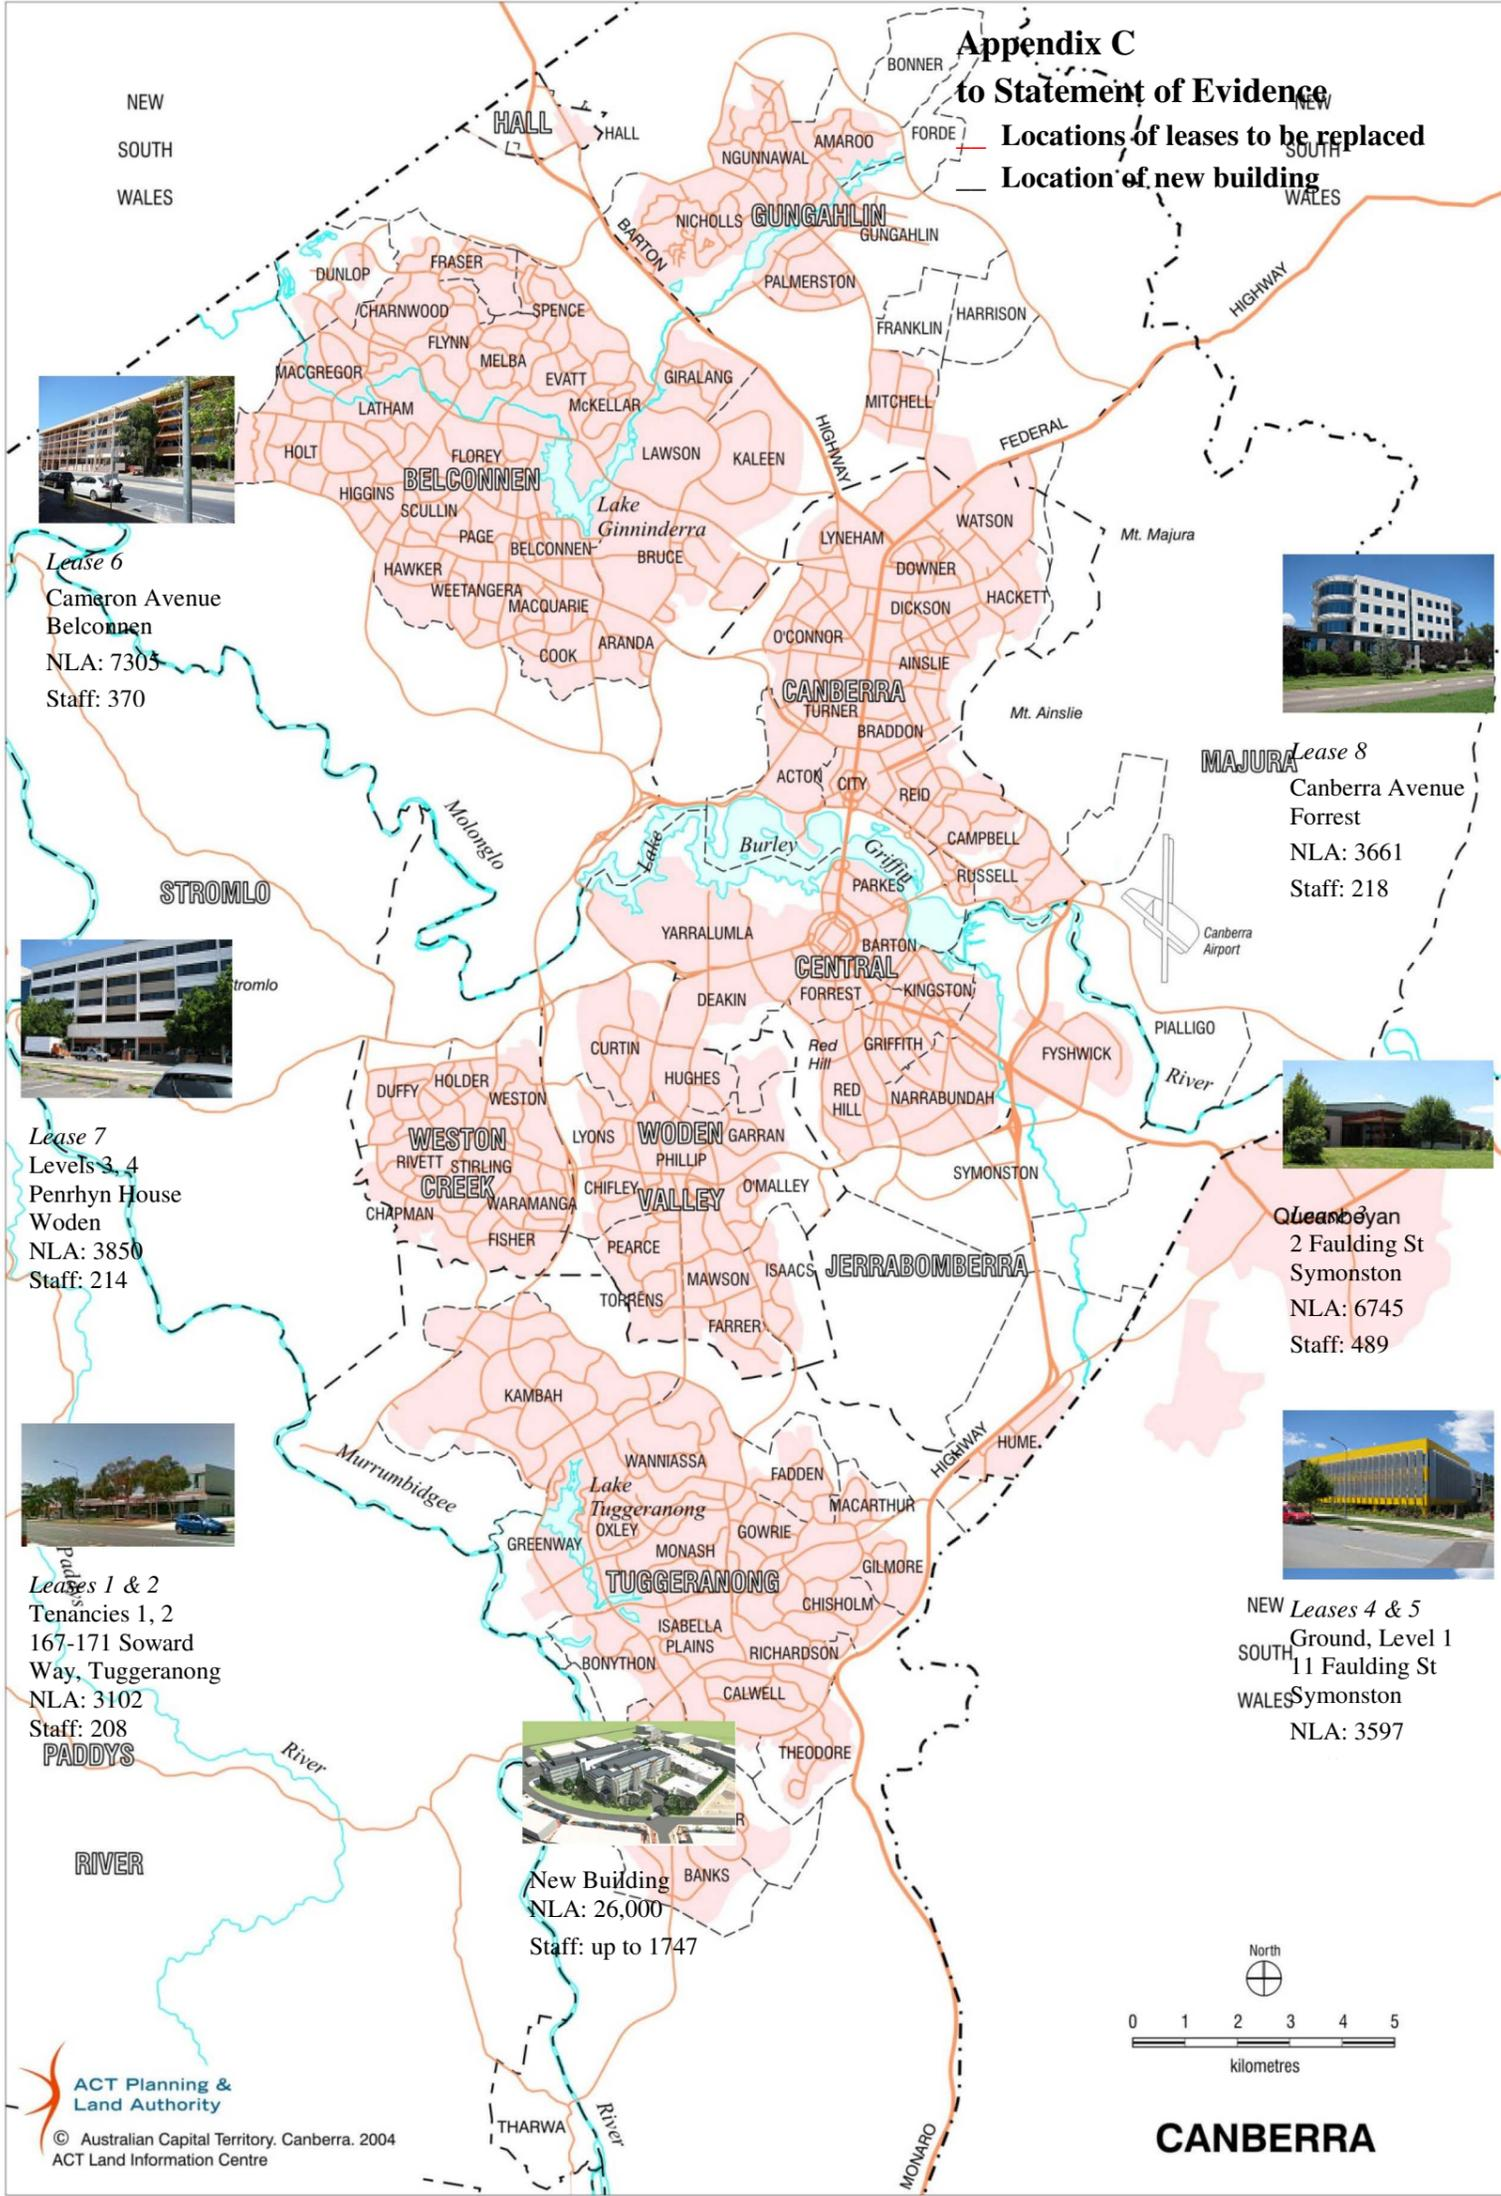 Appendix C
to Statement of Evidence
__ Locations of leases to be replaced
__ Location of new building
NEW
SOUTH
WALES
NEW
SOUTH
WALES
BONNER
HALL
HALL
AMAROO
FORDE
NGUNNAWAL
NICHOLLS
GUNGAHLIN
GUNGAHLIN
BARTON
PALMERSTON
HIGHWAY
FRASER
DUNLOP
CHARNWOOD
SPENCE
FRANKLIN
HARRISON
FLYNN
MELBA
EVATT
GIRALANG
MACGREGOR
McKELLAR
LATHAM
MITCHELL
HIGHWAY
FEDERAL
HOLT
FLOREY
LAWSON
KALEEN
BELCONNEN
HIGGINS
SCULLIN
Lake
Ginninderra
PAGE
BELCONNEN
BRUCE
HAWKER
WEETANGERA
MACQUARIE
ARANDA
COOK
WATSON
LYNEHAM
DOWNER
Mt. Majura
DICKSON
HACKETT
O'CONNOR
AINSLIE
CANBERRA
TURNER
BRADDON
Mt. Ainslie
ACTON
CITY
REID
MAJURA
CAMPBELL
RUSSELL
Lake
Burley
Griffin
PARKES
Molonglo
STROMLO
tromlo
YARRALUMLA
BARTON
CENTRAL
Canberra
Airport
DEAKIN
FORREST
KINGSTON
PIALLIGO
CURTIN
Red
Hill
GRIFFITH
FYSHWICK
River
HUGHES
RED
HILL
NARRABUNDAH
DUFFY
HOLDER
WESTON
WESTON
CREEK
RIVETT
STIRLING
WARAMANGA
CHAPMAN
FISHER
LYONS
WODEN
GARRAN
PHILLIP
CHIFLEY
VALLEY
O'MALLEY
SYMONSTON
PEARCE
MAWSON
ISAACS
JERRABOMBERRA
TORRENS
FARRER
Queanbeyan
KAMBAH
HIGHWAY
HUME
Murrumbidgee
WANNIASSA
FADDEN
MACARTHUR
Lake
Tuggeranong
OXLEY
GOWRIE
GREENWAY
MONASH
GILMORE
TUGGERANONG
CHISHOLM
ISABELLA
PLAINS
RICHARDSON
BONYTHON
CALWELL
THEODORE
R
BANKS
Paddys
River
PADDYS
RIVER
THARWA
River
MONARO
Lease 6
Cameron Avenue
Belconnen
NLA: 7305
Staff: 370
Lease 7
Levels 3, 4
Penrhyn House
Woden
NLA: 3850
Staff: 214
Leases 1 & 2
Tenancies 1, 2
167-171 Soward
Way, Tuggeranong
NLA: 3102
Staff: 208
Lease 8
Canberra Avenue
Forrest
NLA: 3661
Staff: 218
Lease 3
2 Faulding St
Symonston
NLA: 6745
Staff: 489
NEW
SOUTH
WALES
Leases 4 & 5
Ground, Level 1
11 Faulding St
Symonston
NLA: 3597
New Building
NLA: 26,000
Staff: up to 1747
North
0 1 2 3 4 5
kilometres
CANBERRA
ACT Planning &
Land Authority
© Australian Capital Territory. Canberra. 2004
ACT Land Information Centre